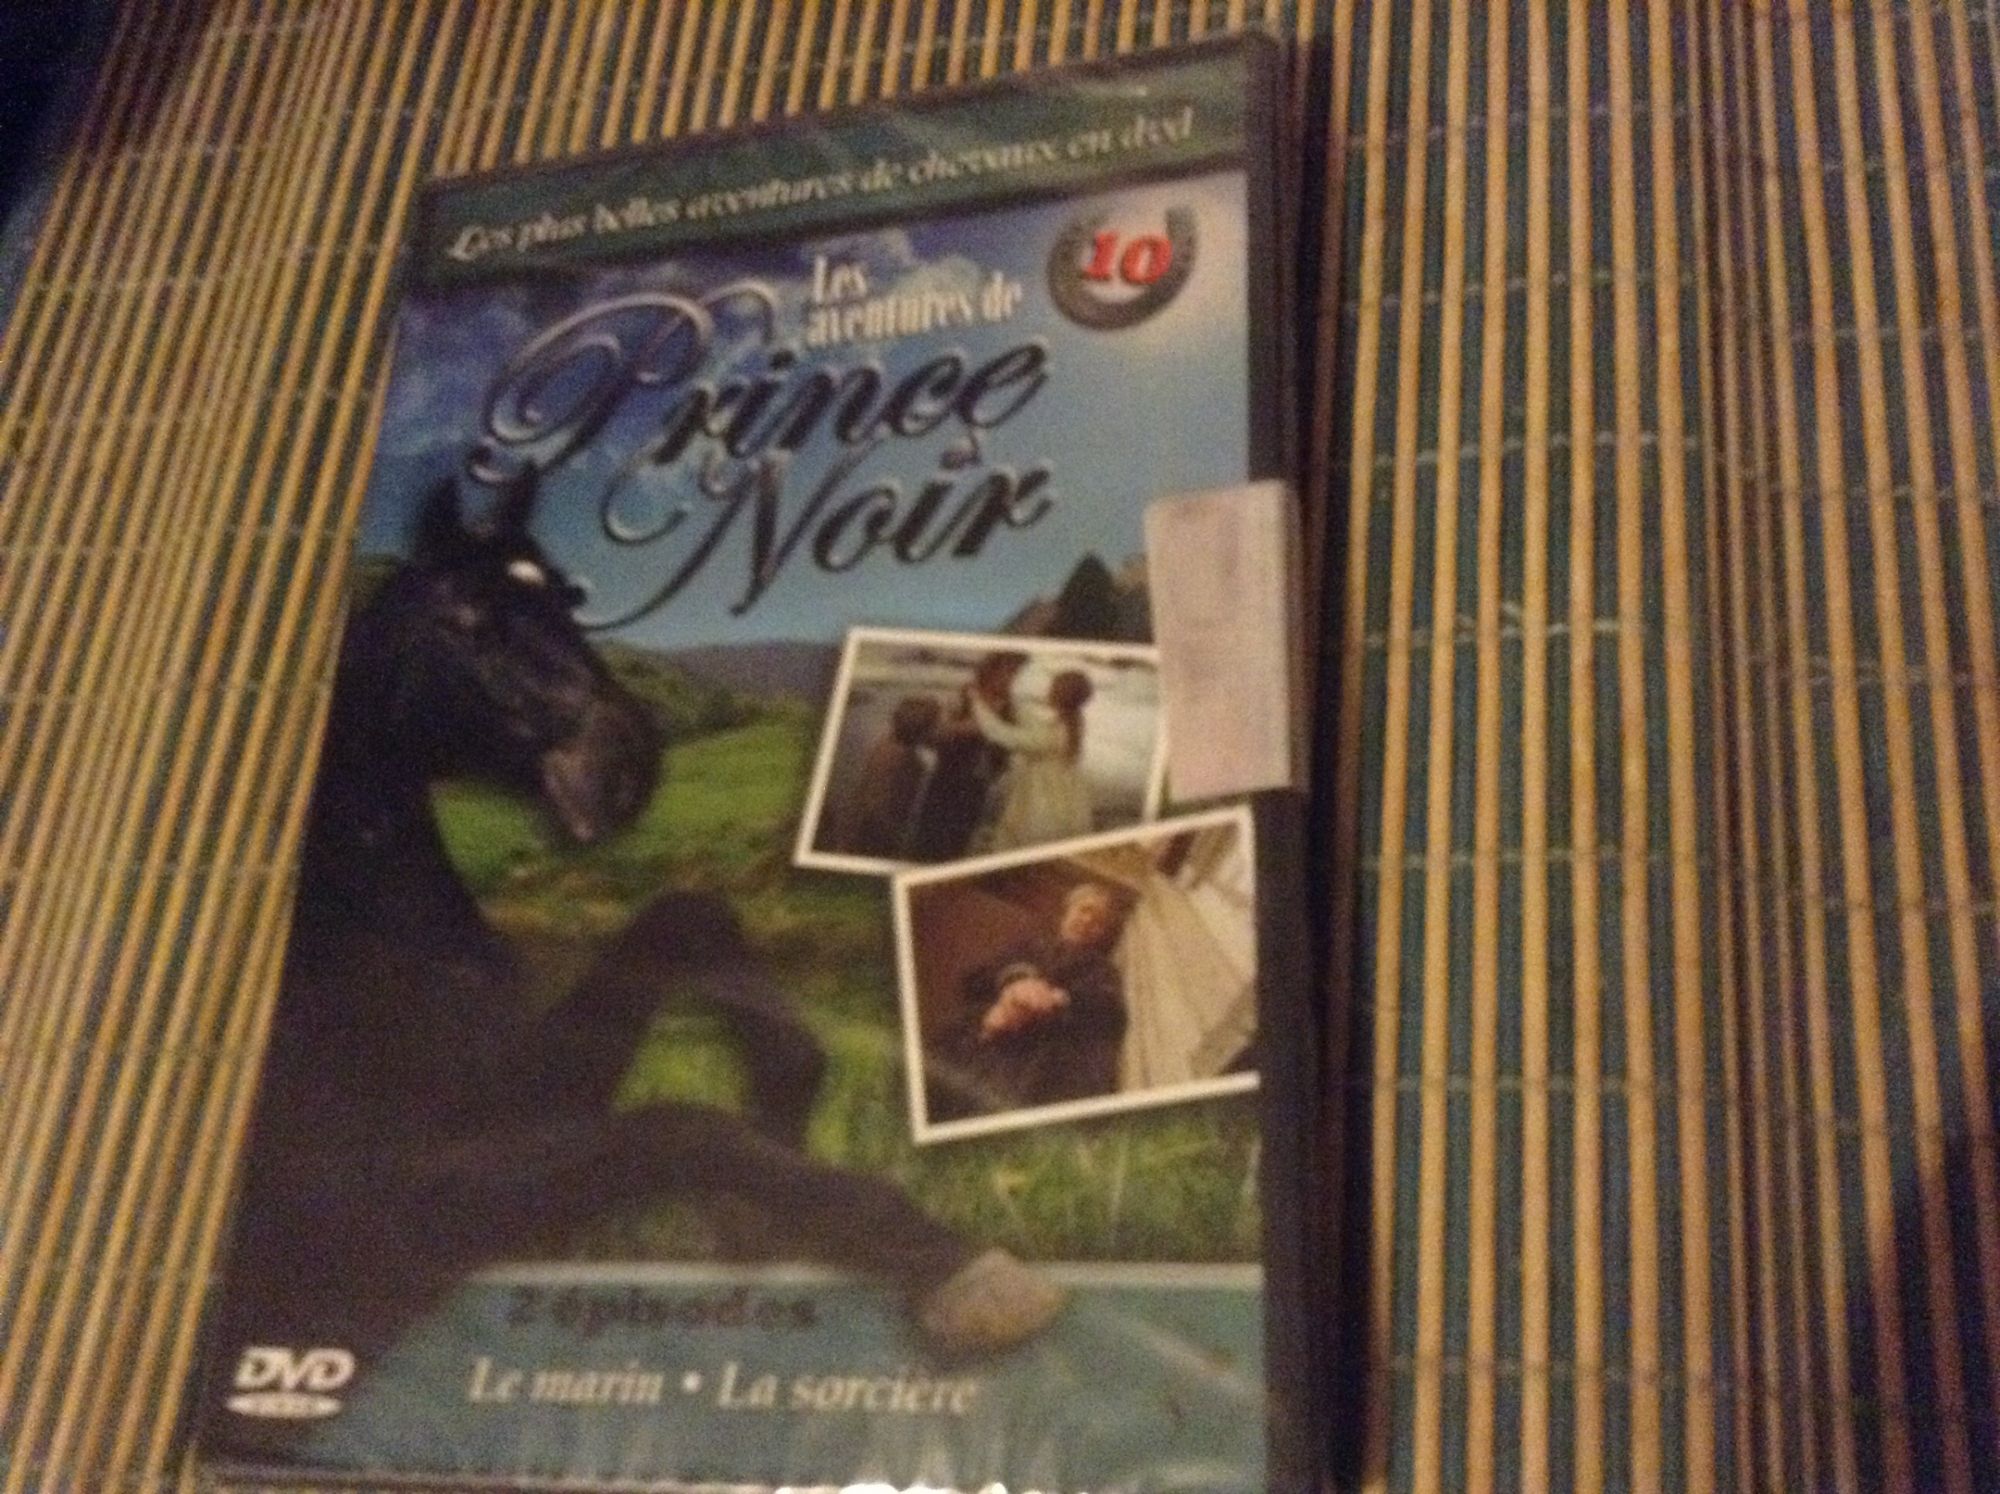 Les plus belles aventures de chevaux en dvd
10
Les
aventures de
Prince
Noir
2 épisodes
Le marin • La sorcière
DVD